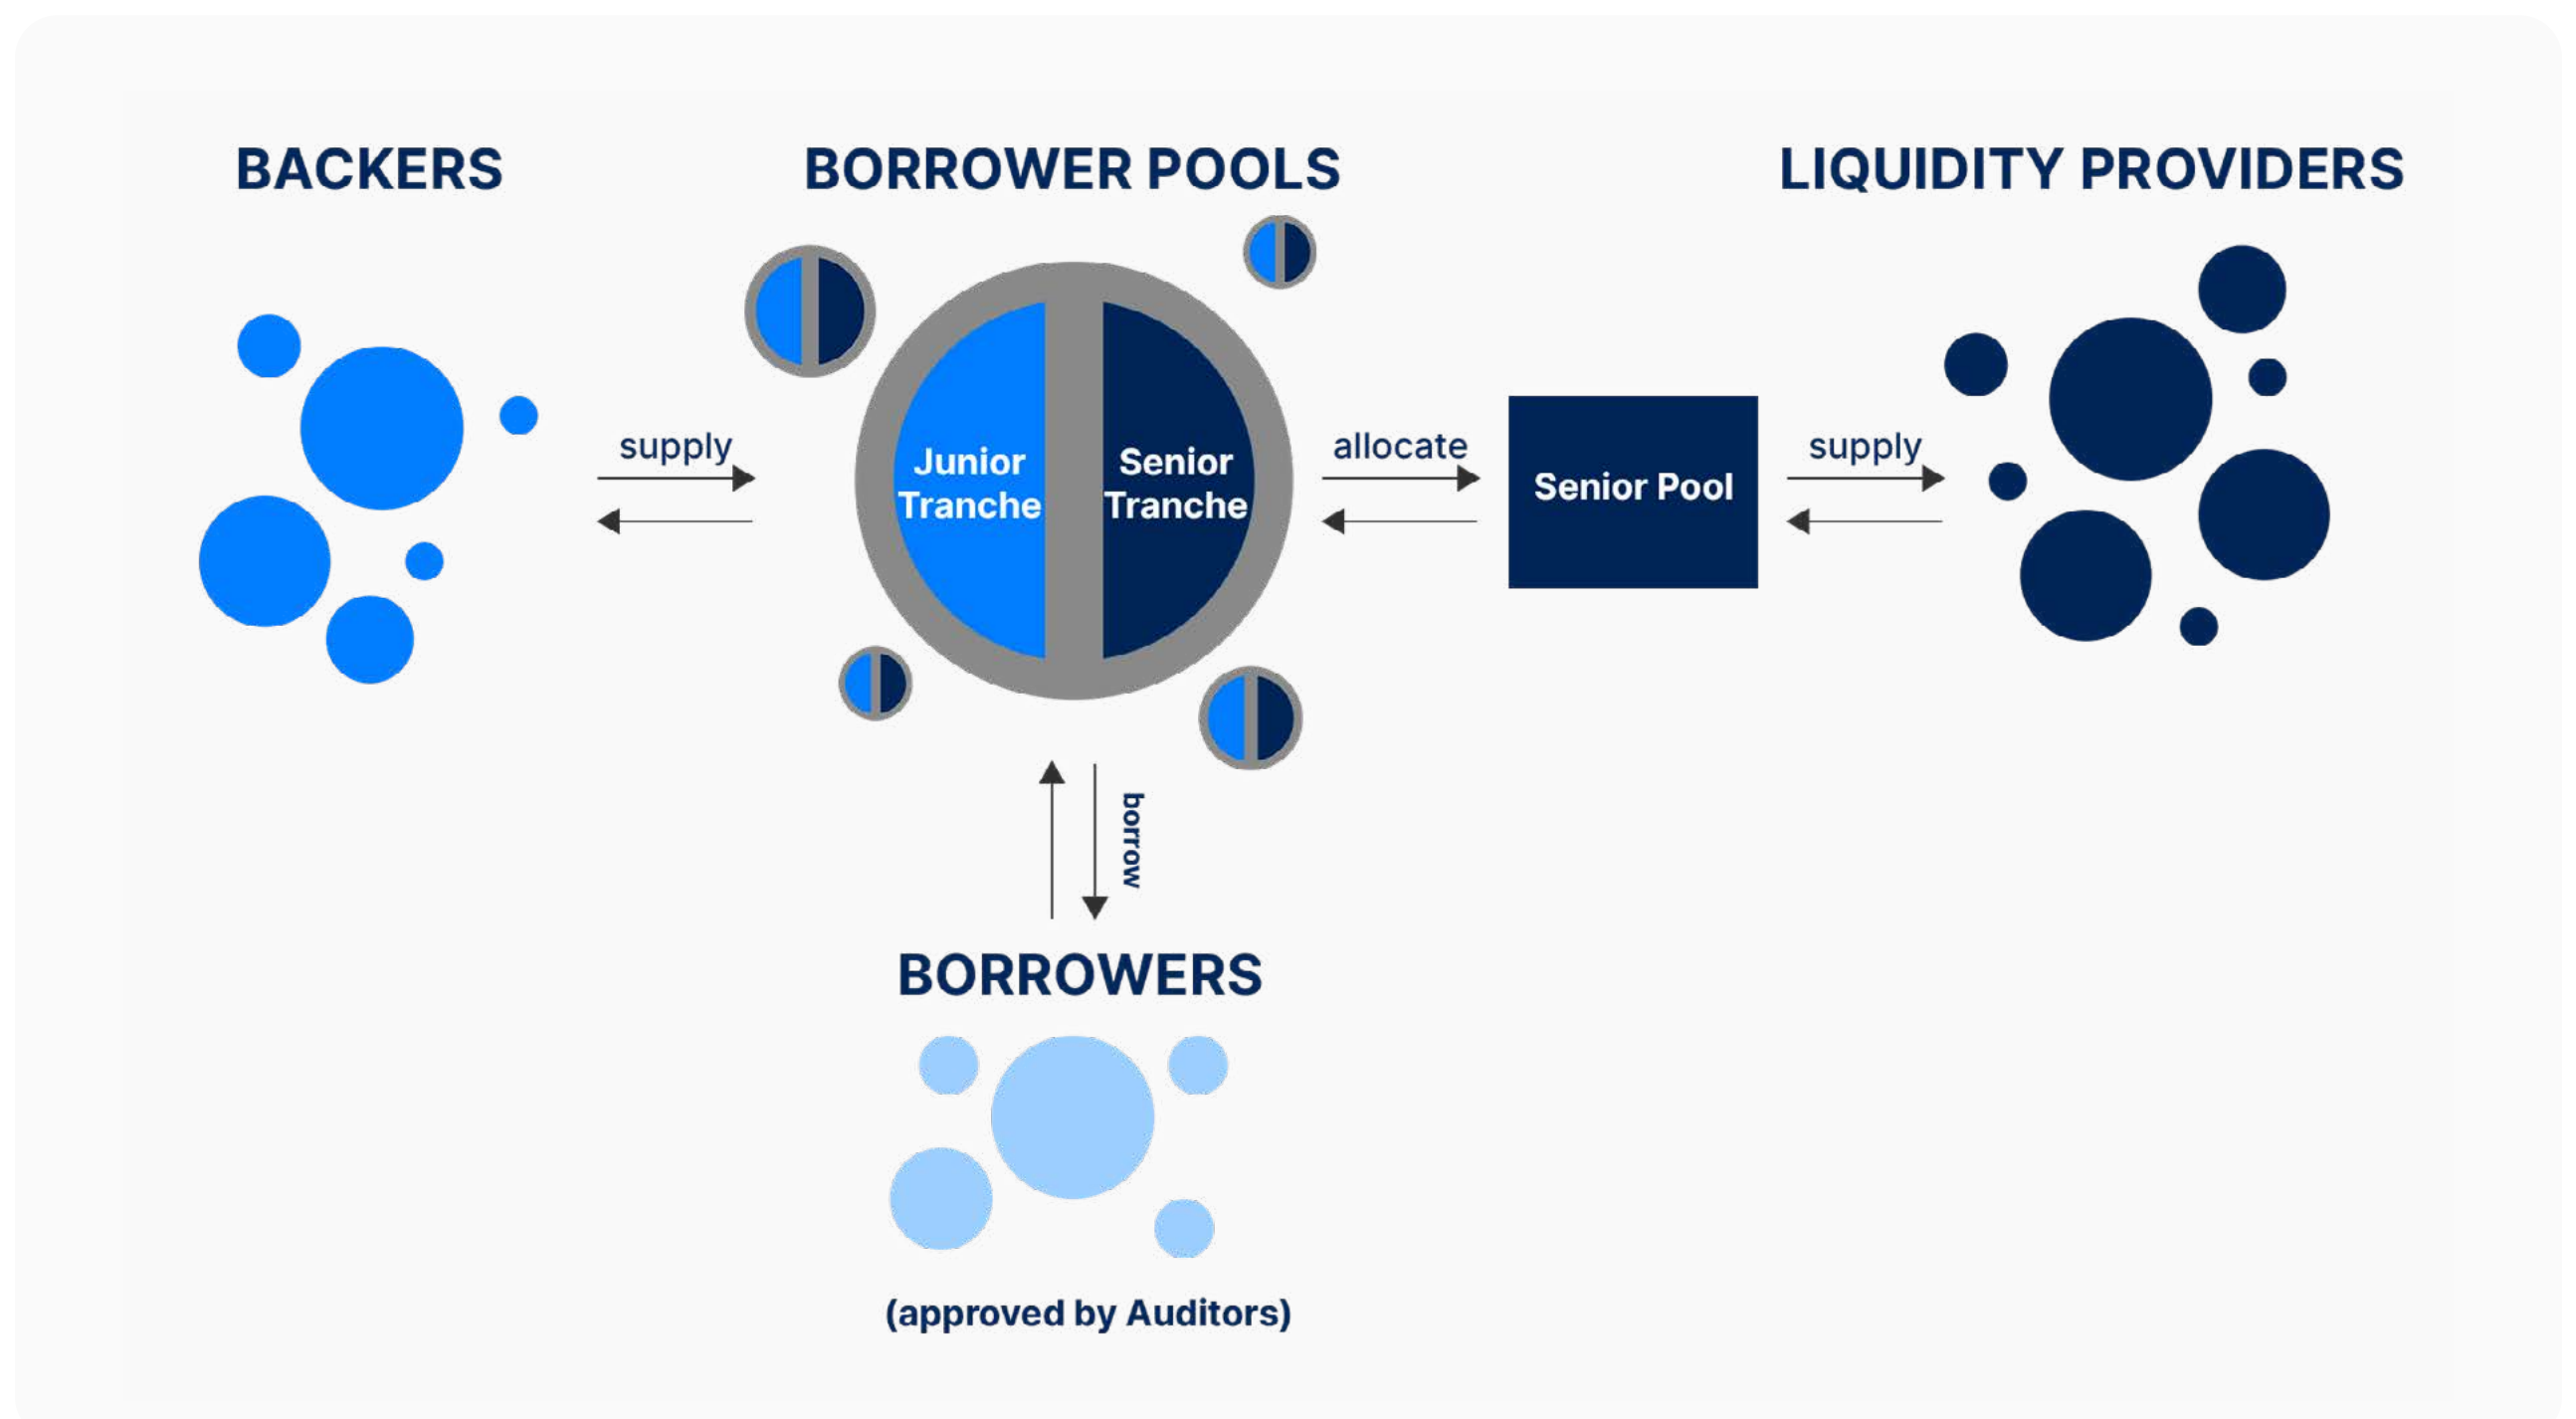 BACKERS
BORROWER POOLS
LIQUIDITY PROVIDERS
supply
Junior
Tranche
Senior
Tranche
allocate
Senior Pool
supply
borrow
BORROWERS
(approved by Auditors)